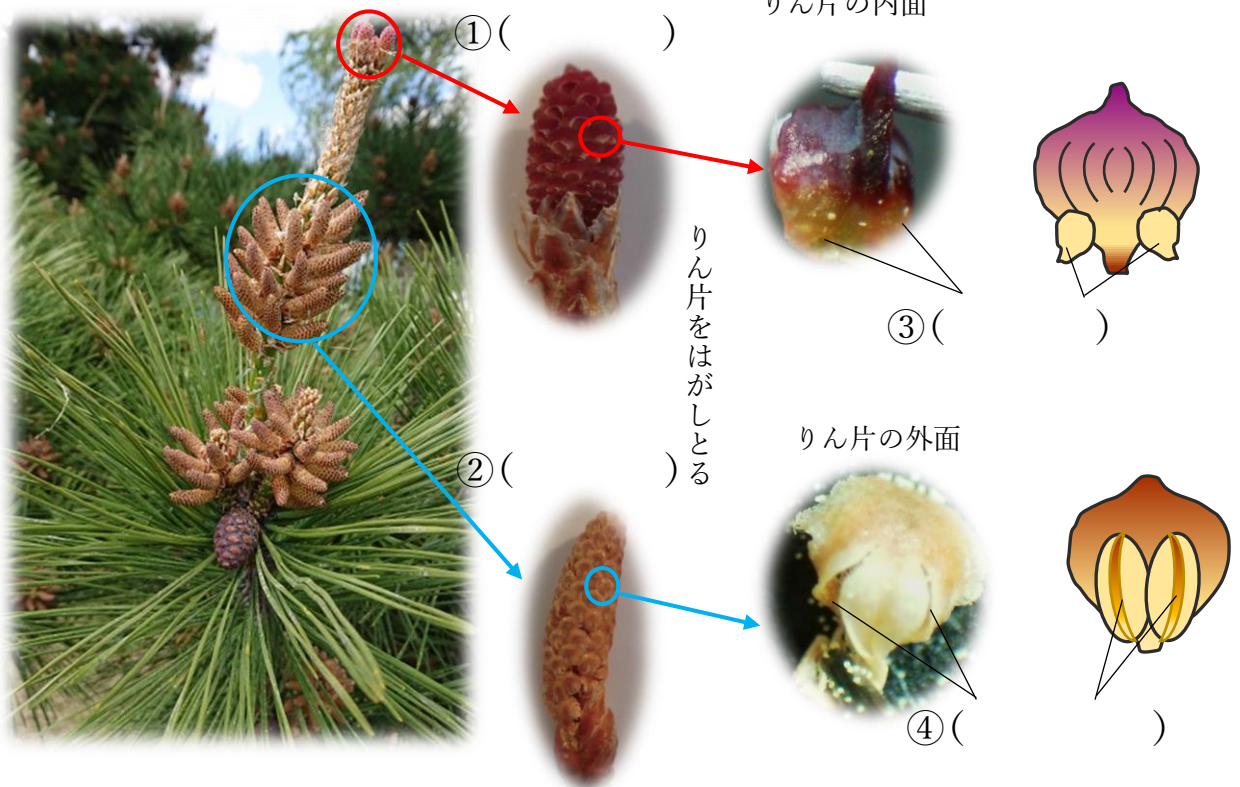 りん片の内面
①(　　　　)
③(　　　　)
りん片をはがしとる
りん片の外面
②(　　　　)
④(　　　　)